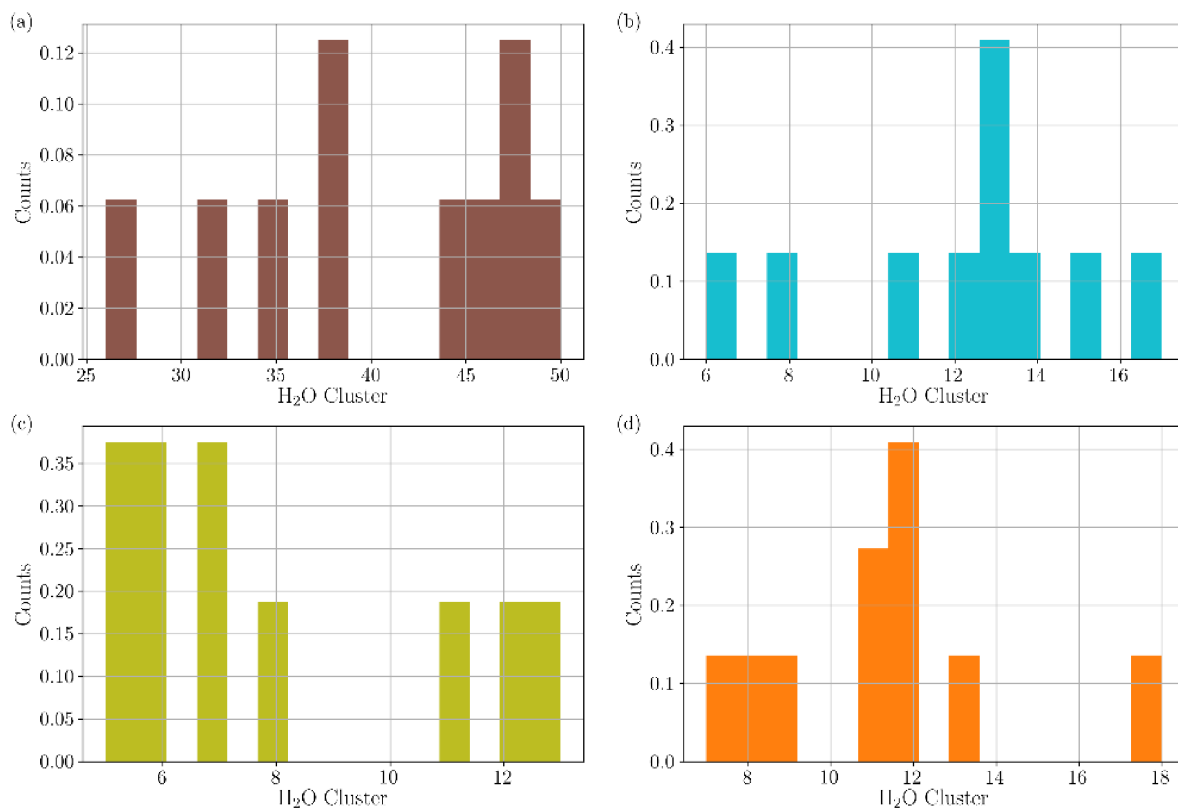 (a)
0.12
0.10
0.08
0.06
0.04
0.02
0.00
Counts
25 30 35 40 45 50
H₂O Cluster
(b)
0.4
0.3
0.2
0.1
0.0
Counts
6 8 10 12 14 16
H₂O Cluster
(c)
0.35
0.30
0.25
0.20
0.15
0.10
0.05
0.00
Counts
6 8 10 12
H₂O Cluster
(d)
0.4
0.3
0.2
0.1
0.0
Counts
8 10 12 14 16 18
H₂O Cluster